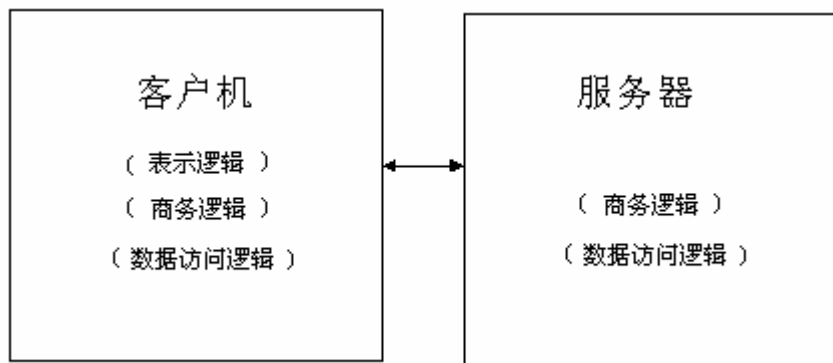 客户机
（ 表示逻辑 ）
（ 商务逻辑 ）
（ 数据访问逻辑 ）
服务器
（ 商务逻辑 ）
（ 数据访问逻辑 ）